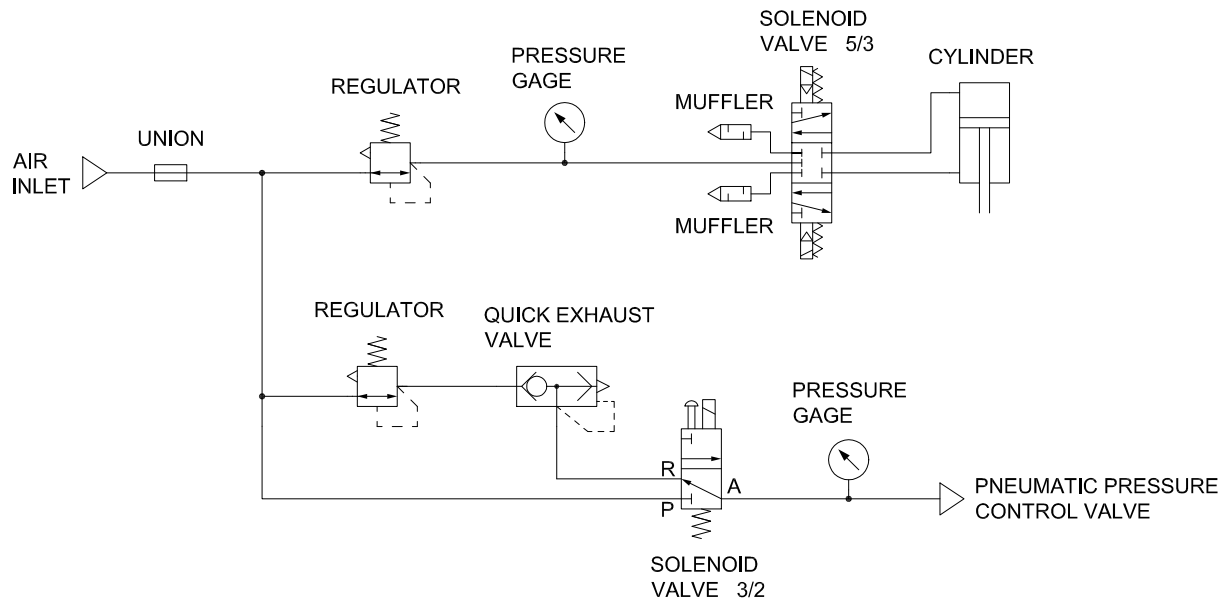 SOLENOID
VALVE 5/3
CYLINDER
PRESSURE
GAGE
REGULATOR
MUFFLER
UNION
AIR
INLET
MUFFLER
REGULATOR
QUICK EXHAUST
VALVE
PRESSURE
GAGE
R
A
P
PNEUMATIC PRESSURE
CONTROL VALVE
SOLENOID
VALVE 3/2